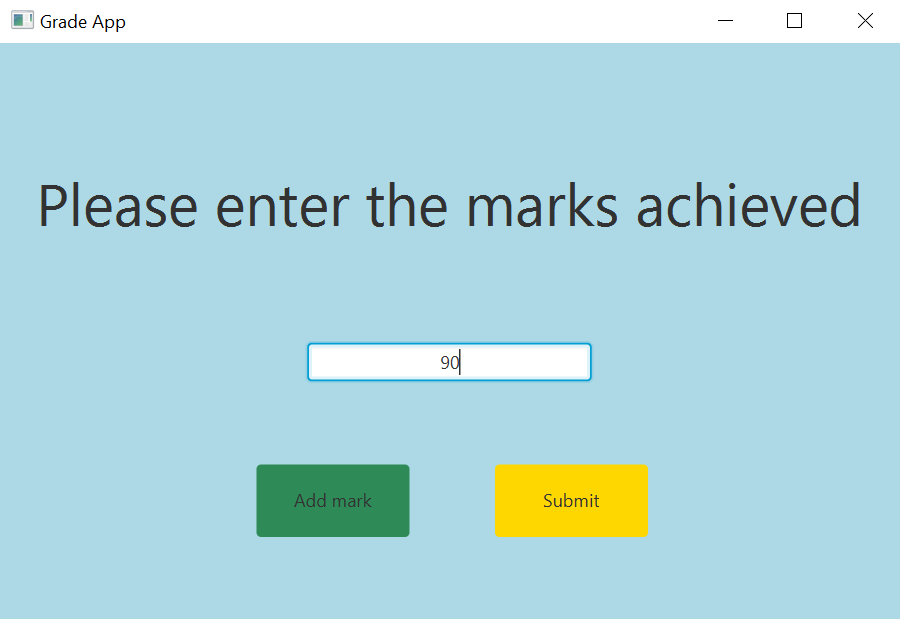 Grade App
Please enter the marks achieved
90
Add mark
Submit